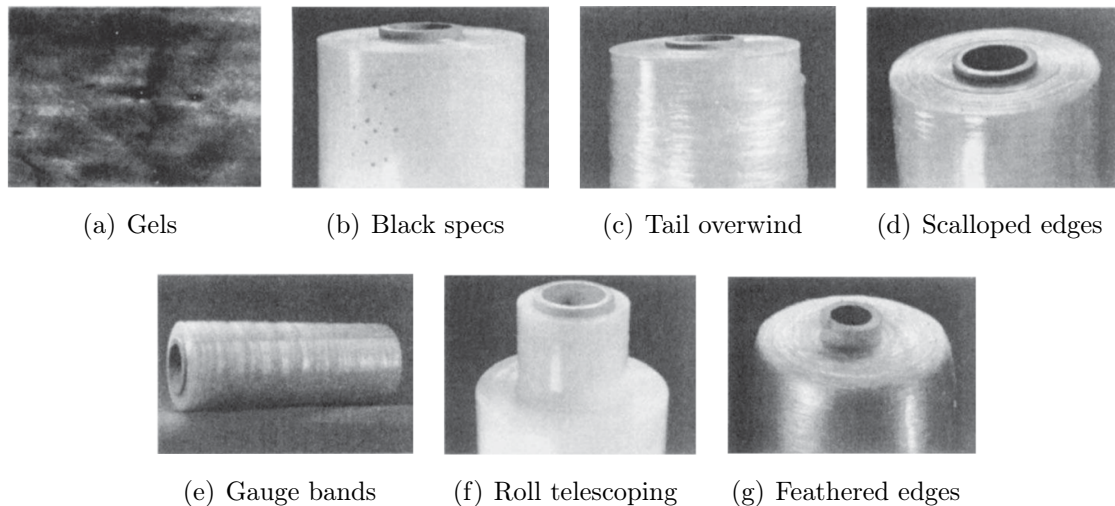 (a) Gels
(b) Black specs
(c) Tail overwind
(d) Scalloped edges
(e) Gauge bands
(f) Roll telescoping
(g) Feathered edges